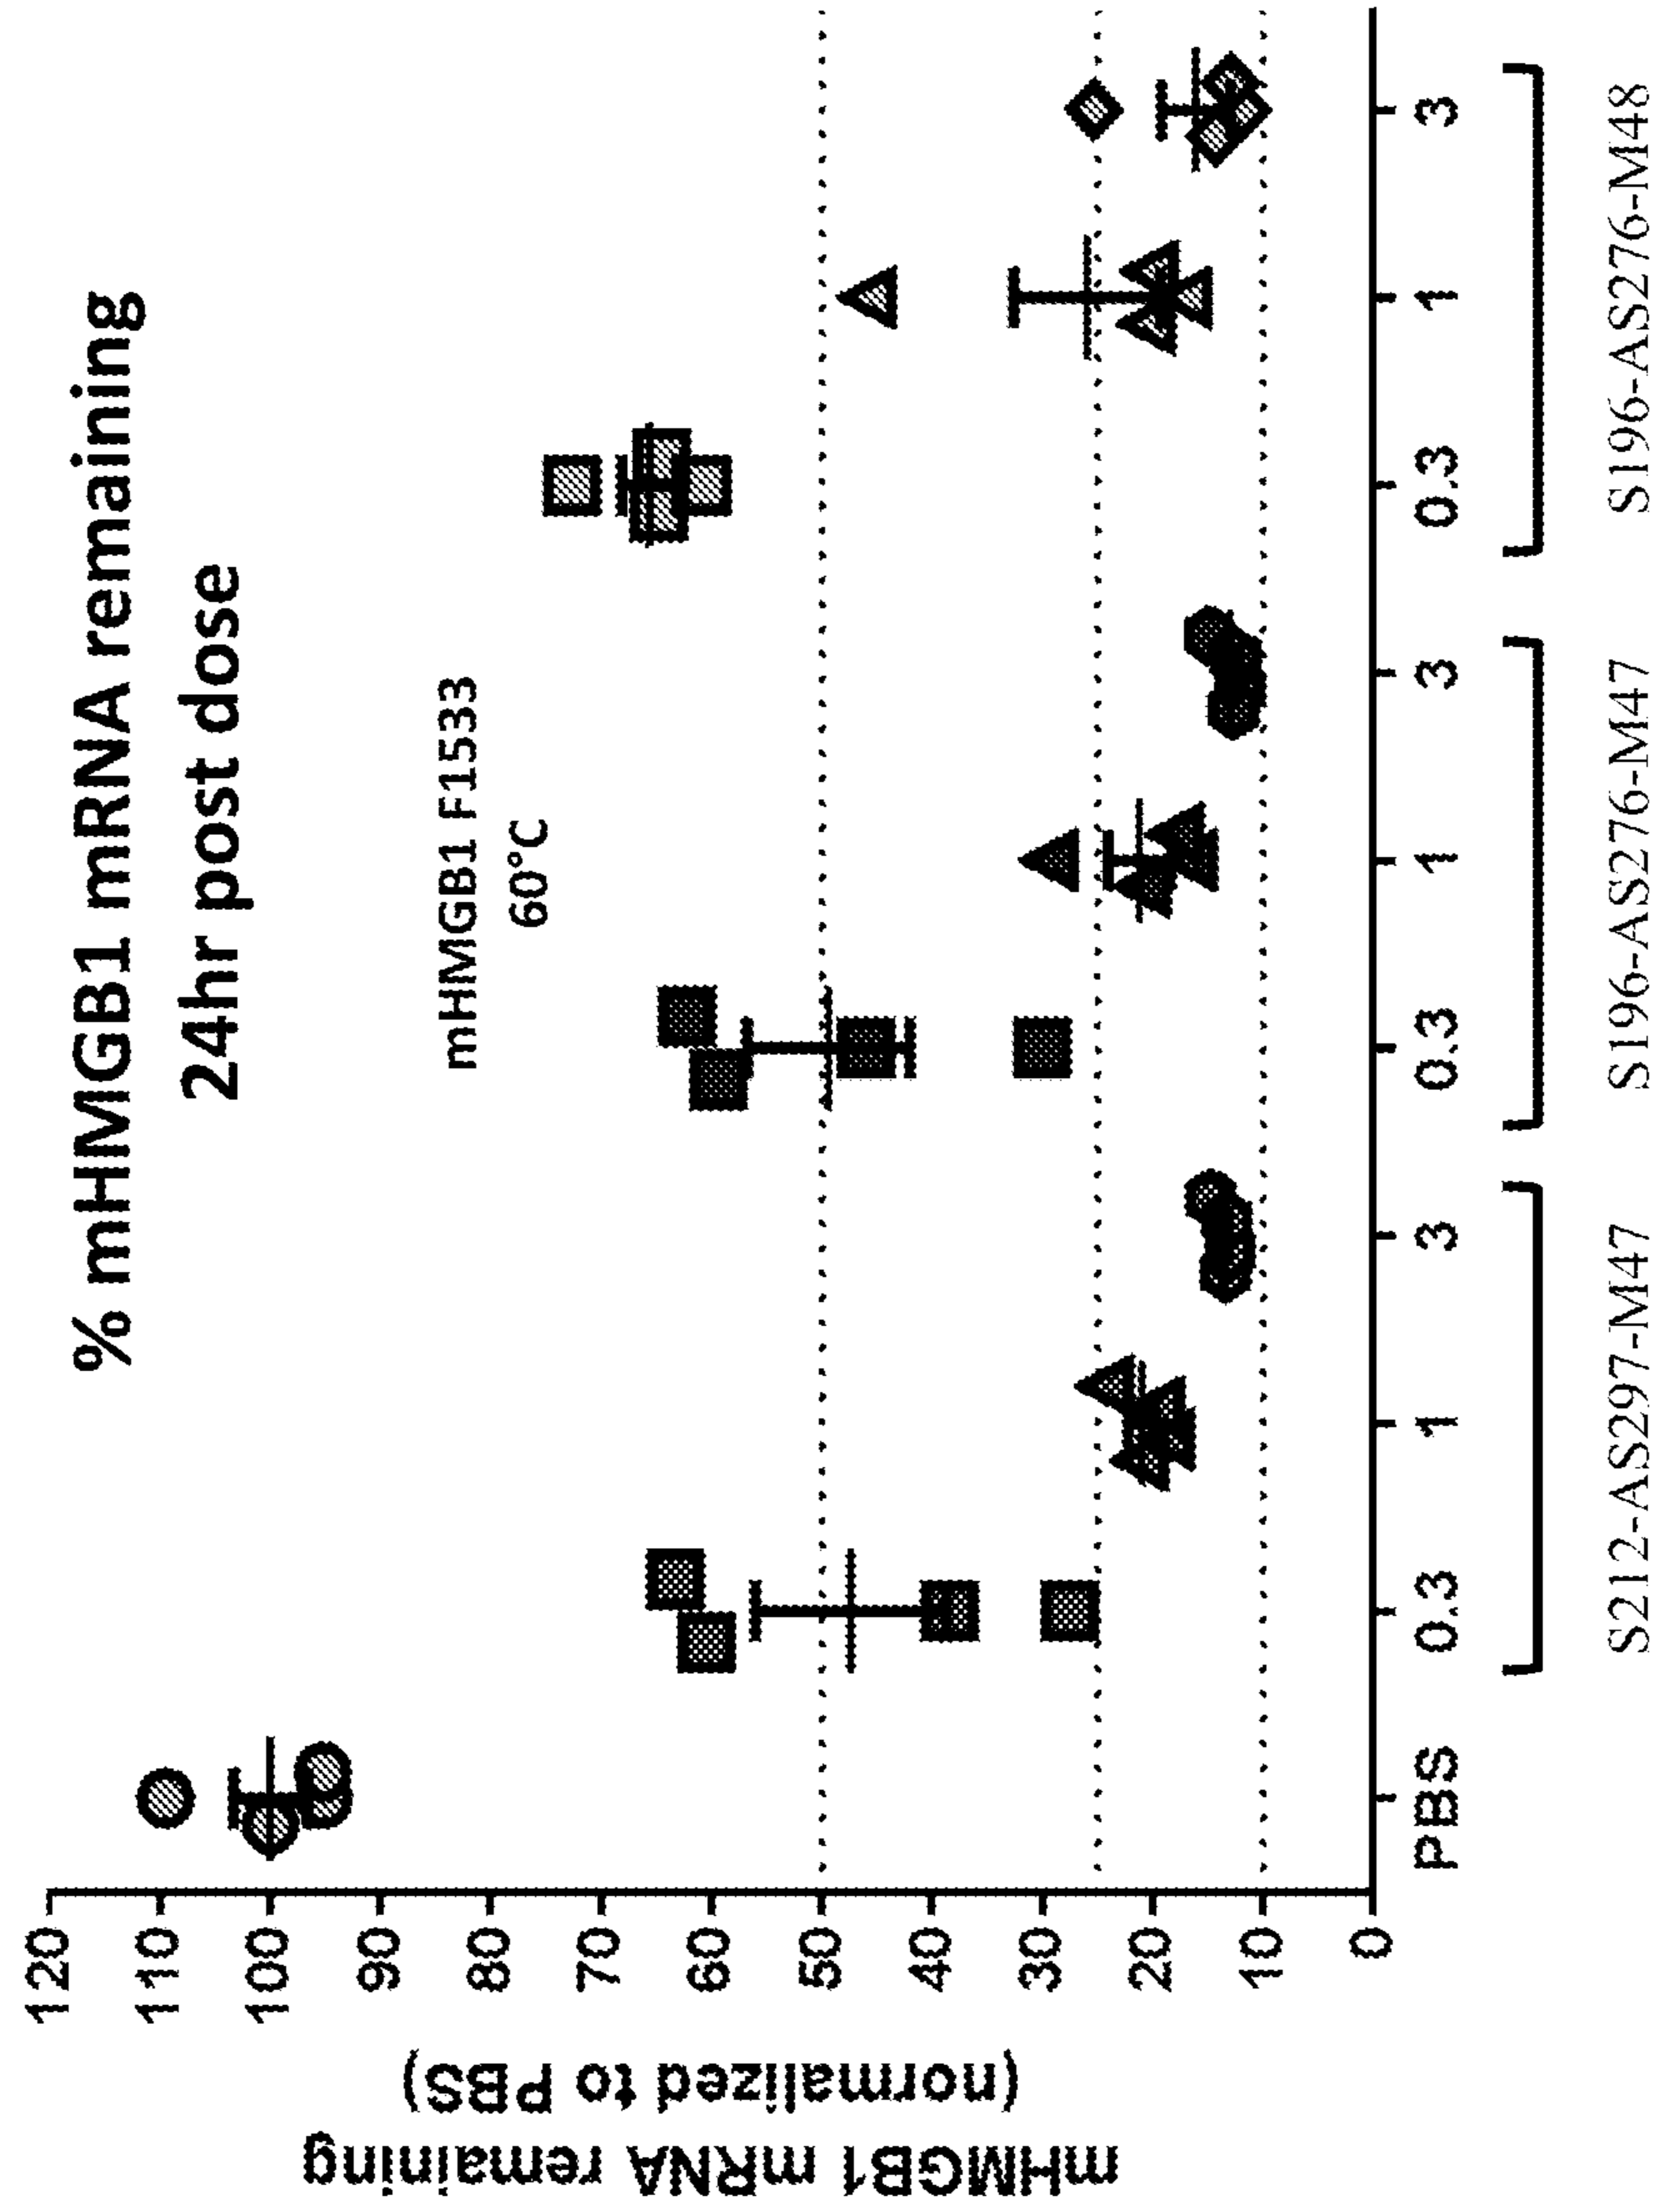 % mHMGB1 mRNA remaining
24hr post dose
mHMGB1 F1533
60°C
mHMGB1 mRNA remaining
(normalized to PBS)
120
110
100
90
80
70
60
50
40
30
20
10
0
PBS 0.3 1 3 0.3 1 3 0.3 1 3
S212-AS297-M47 S196-AS276-M47 S196-AS276-M48